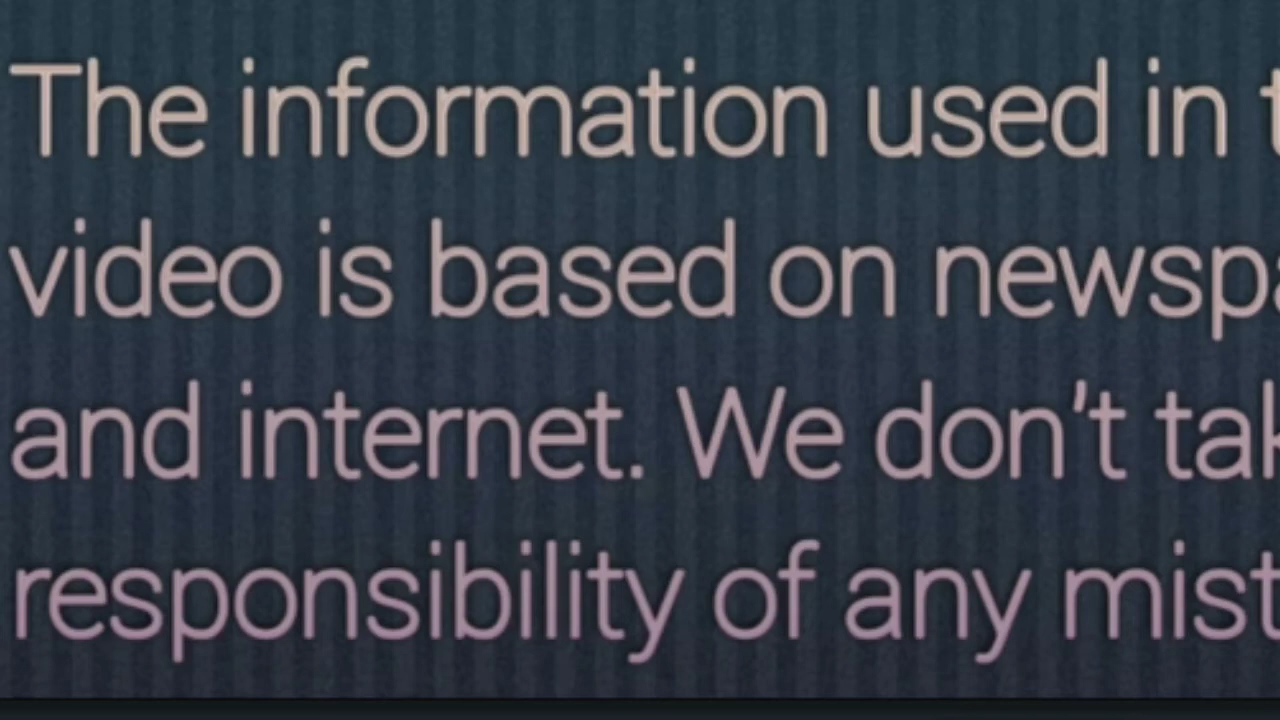 The information used in
video is based on
and internet. We don't
responsibility of any